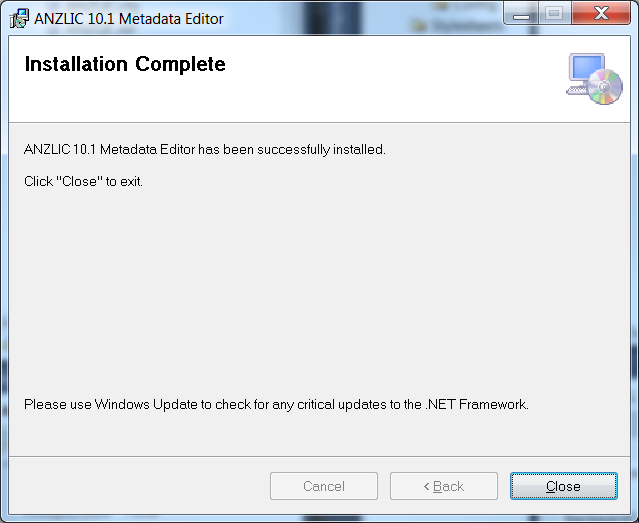 ANZLIC 10.1 Metadata Editor
Installation Complete
ANZLIC 10.1 Metadata Editor has been successfully installed.
Click "Close" to exit.
Please use Windows Update to check for any critical updates to the .NET Framework.
Cancel
< Back
Close